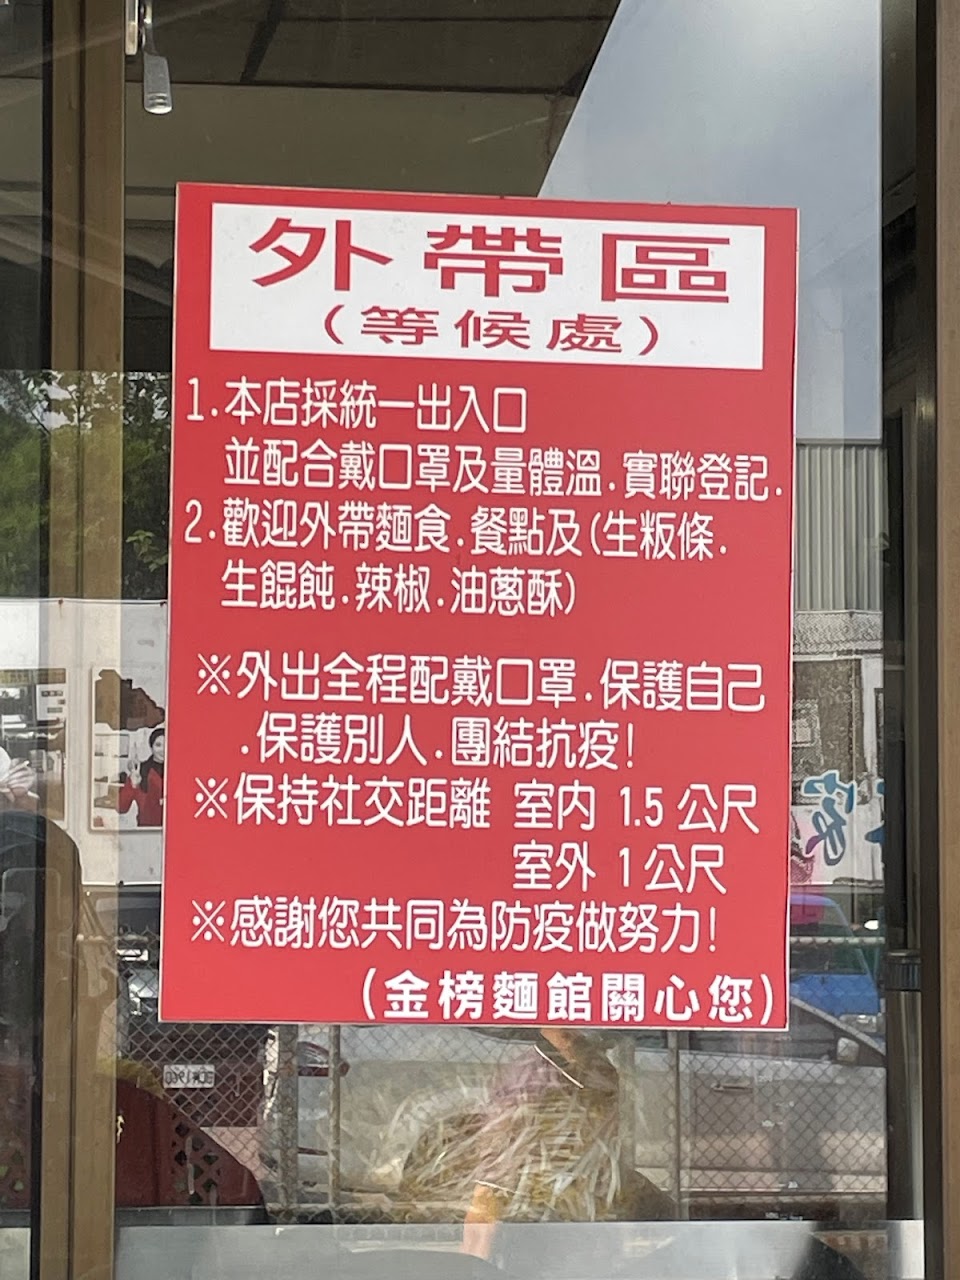 外帶區
（等候處）
1.本店採統一出入口
並配合戴口罩及量體溫.實聯登記.
2.歡迎外帶麵食.餐點及(生粄條.
生餛飩.辣椒.油蔥酥)
※外出全程配戴口罩.保護自己
.保護別人.團結抗疫!
※保持社交距離 室內 1.5 公尺
室外 1 公尺
※感謝您共同為防疫做努力!
(金榜麵館關心您)